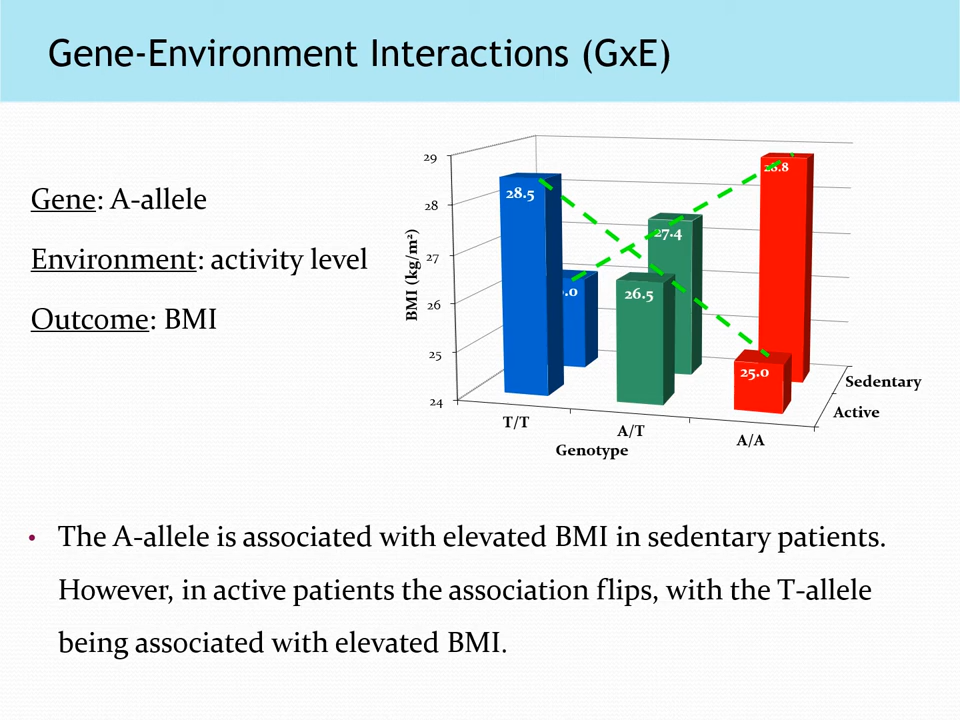 Gene-Environment Interactions (GxE)
Gene: A-allele
Environment: activity level
Outcome: BMI
BMI (kg/m²)
29
28
27
26
25
24
28.5
.0
26.5
27.4
25.0
28.8
T/T
A/T
A/A
Genotype
Sedentary
Active
• The A-allele is associated with elevated BMI in sedentary patients.
However, in active patients the association flips, with the T-allele
being associated with elevated BMI.